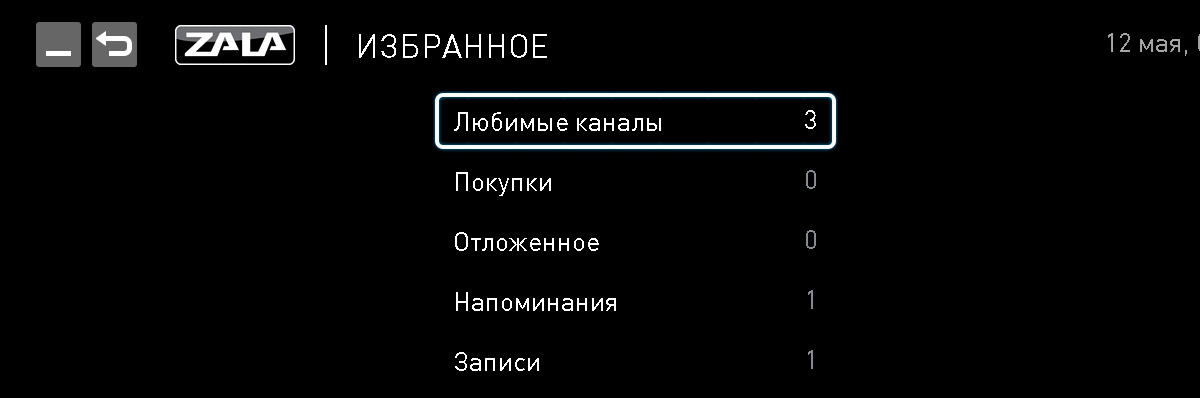 ZALA ИЗБРАННОЕ 12 мая,
Любимые каналы 3
Покупки 0
Отложенное 0
Напоминания 1
Записи 1